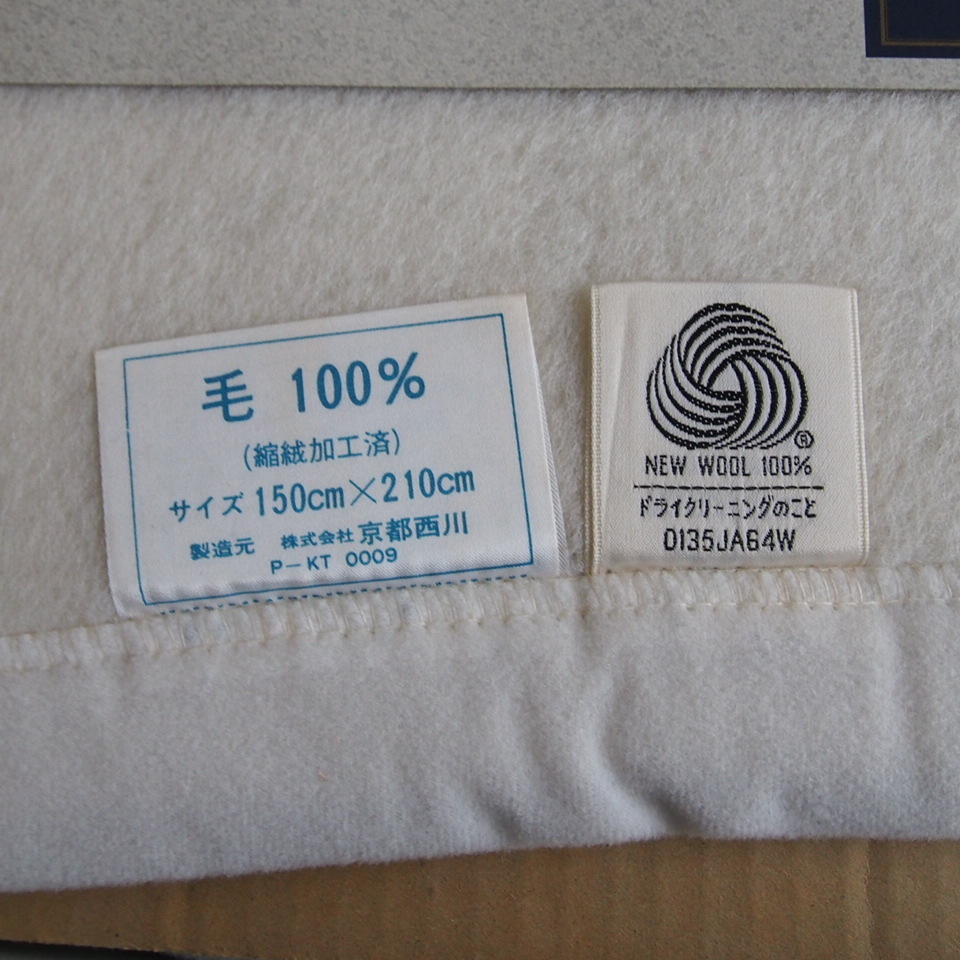 毛 100%
(縮絨加工済)
サイズ 150cm×210cm
製造元 株式会社 京都西川
P-KT 0009
®
NEW WOOL 100%
ドライクリーニングのこと
0135JA64W